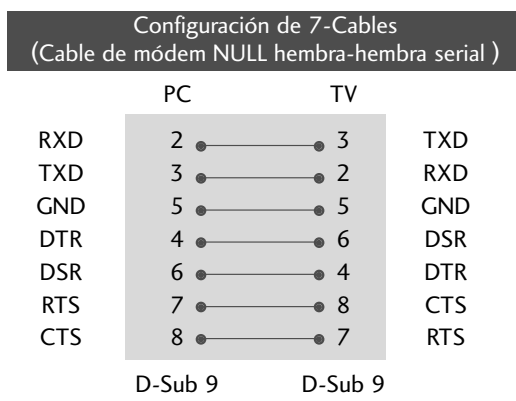 Configuración de 7-Cables
(Cable de módem NULL hembra-hembra serial )
PC TV
RXD 2 3 TXD
TXD 3 2 RXD
GND 5 5 GND
DTR 4 6 DSR
DSR 6 4 DTR
RTS 7 8 CTS
CTS 8 7 RTS
D-Sub 9 D-Sub 9